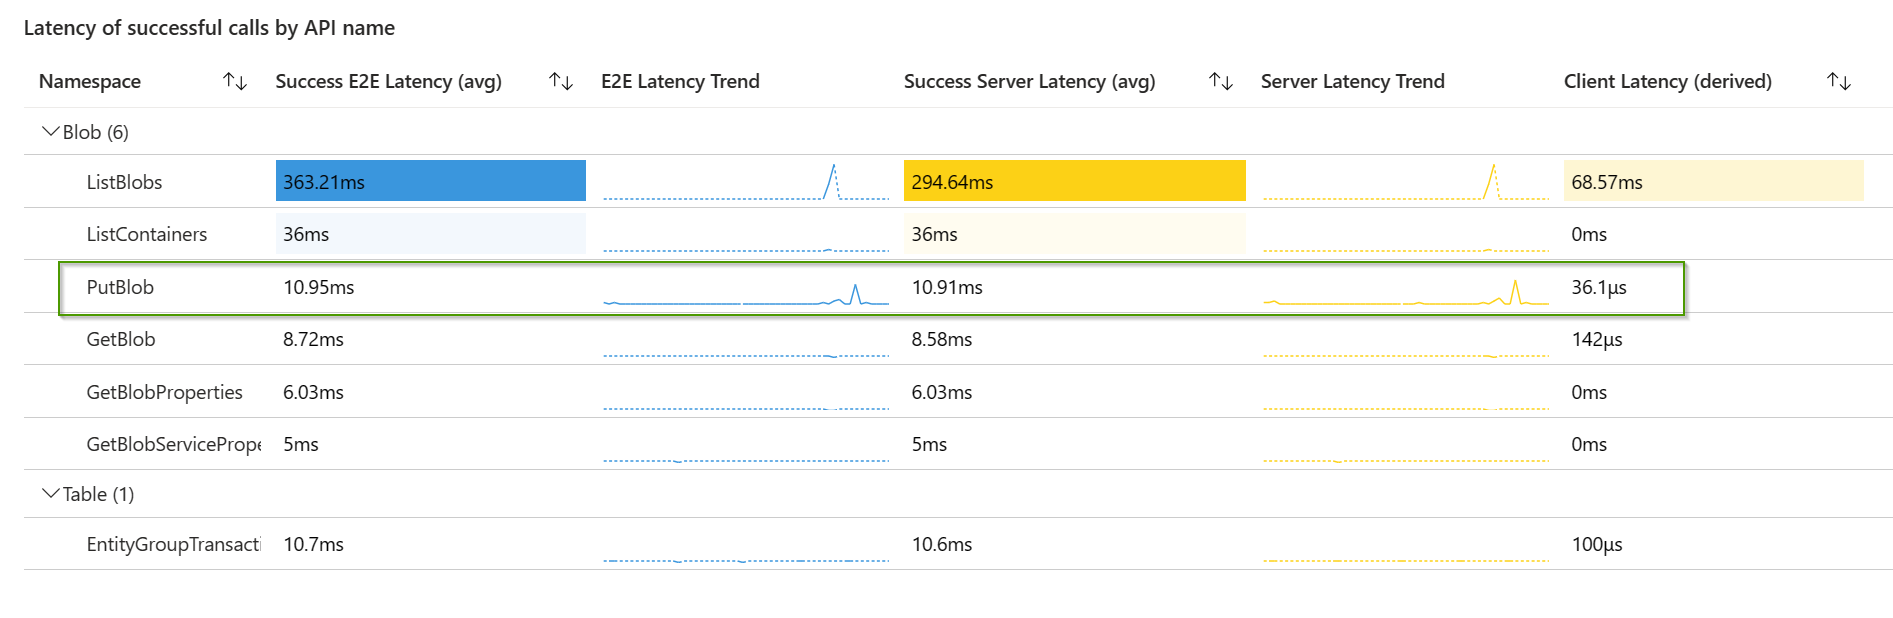 Latency of successful calls by API name
Namespace Success E2E Latency (avg) E2E Latency Trend Success Server Latency (avg) Server Latency Trend Client Latency (derived)
Blob (6)
ListBlobs 363.21ms 294.64ms 68.57ms
ListContainers 36ms 36ms 0ms
PutBlob 10.95ms 10.91ms 36.1µs
GetBlob 8.72ms 8.58ms 142µs
GetBlobProperties 6.03ms 6.03ms 0ms
GetBlobServicePrope 5ms 5ms 0ms
Table (1)
EntityGroupTransacti 10.7ms 10.6ms 100µs